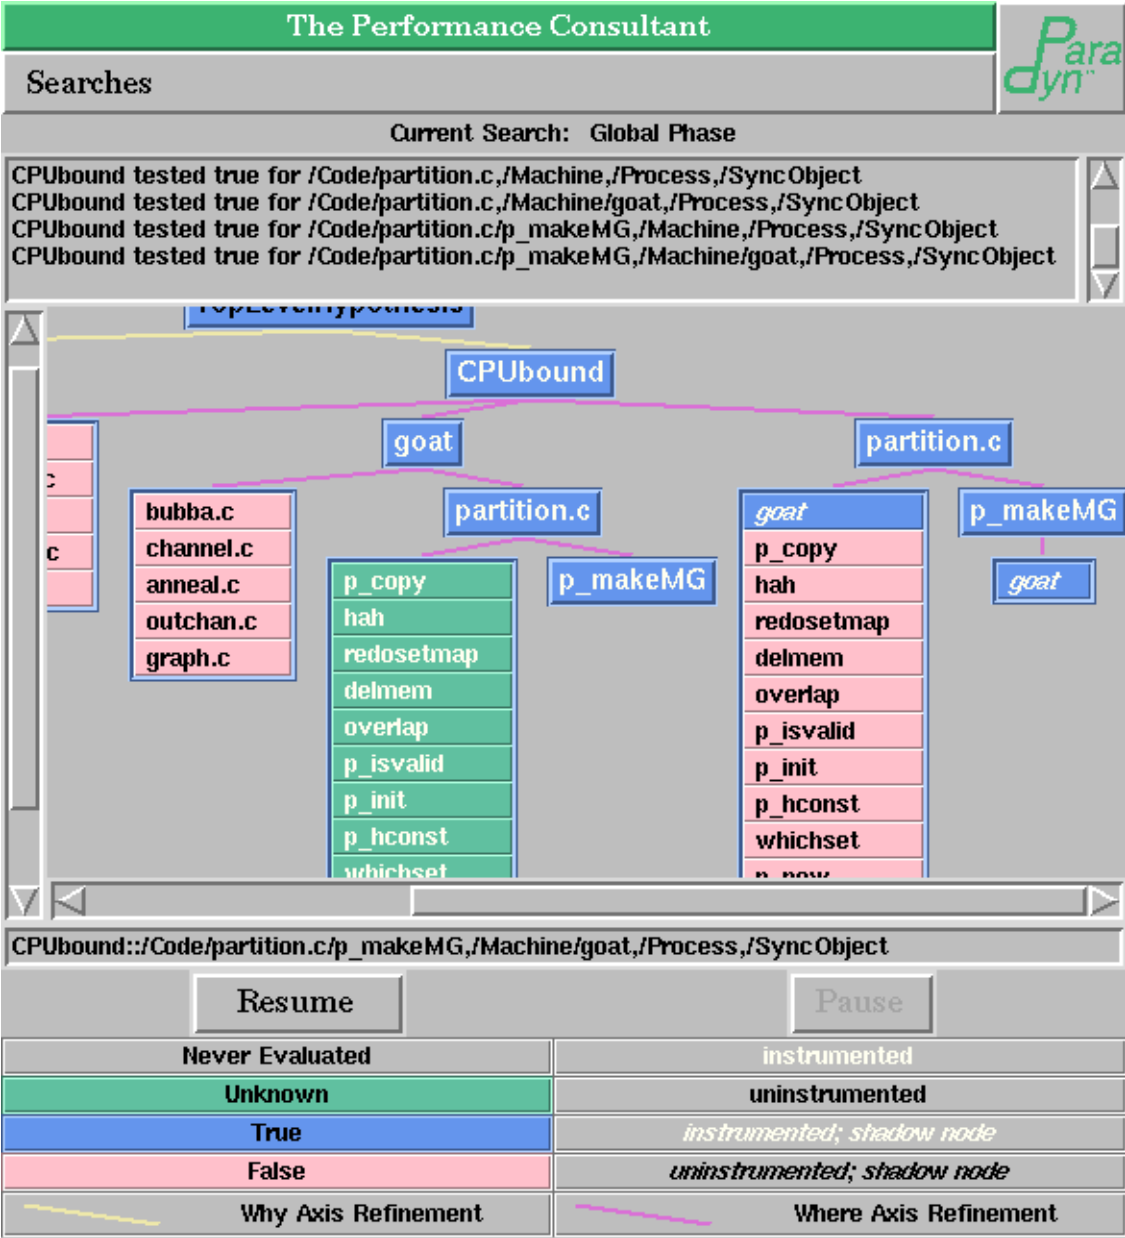 The Performance Consultant
Paradyn
Searches
Current Search: Global Phase
CPUbound tested true for /Code/partition.c,/Machine,/Process,/SyncObject
CPUbound tested true for /Code/partition.c,/Machine/goat,/Process,/SyncObject
CPUbound tested true for /Code/partition.c/p_makeMG,/Machine,/Process,/SyncObject
CPUbound tested true for /Code/partition.c/p_makeMG,/Machine/goat,/Process,/SyncObject
TopLevelHypothesis
CPUbound
goat
partition.c
c
c
bubba.c
channel.c
anneal.c
outchan.c
graph.c
partition.c
p_copy
hah
redosetmap
delmem
overlap
p_isvalid
p_init
p_hconst
whichset
p_makeMG
goat
p_copy
hah
redosetmap
delmem
overlap
p_isvalid
p_init
p_hconst
whichset
p_makeMG
goat
CPUbound::/Code/partition.c/p_makeMG,/Machine/goat,/Process,/SyncObject
Resume
Pause
Never Evaluated
instrumented
Unknown
uninstrumented
True
instrumented; shadow node
False
uninstrumented; shadow node
Why Axis Refinement
Where Axis Refinement